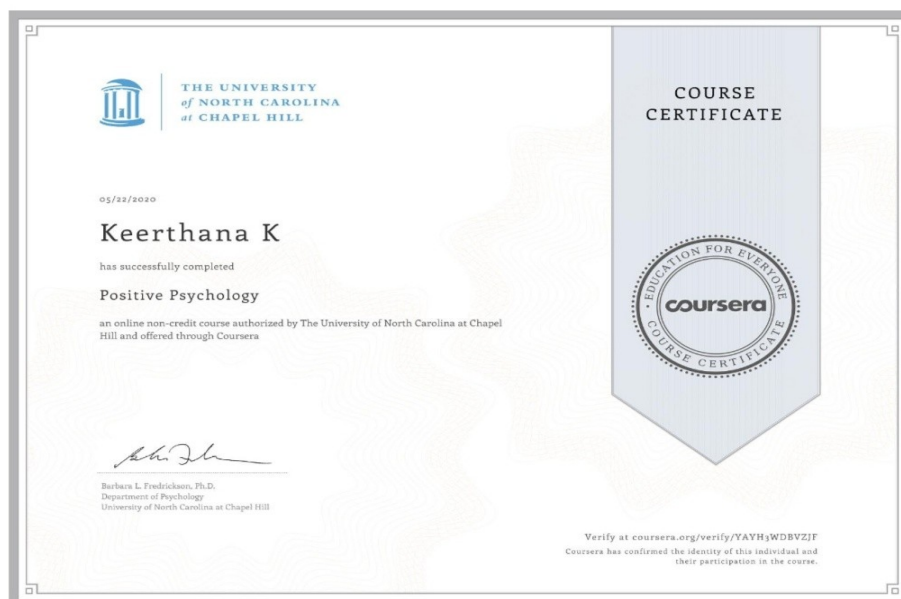 THE UNIVERSITY
of NORTH CAROLINA
at CHAPEL HILL
COURSE
CERTIFICATE
05/22/2020
Keerthana K
has successfully completed
Positive Psychology
an online non-credit course authorized by The University of North Carolina at Chapel
Hill and offered through Coursera
EDUCATION FOR EVERYONE
coursera
COURSE CERTIFICATE
Barbara L. Fredrickson, Ph.D.
Department of Psychology
University of North Carolina at Chapel Hill
Verify at coursera.org/verify/YAYH3WDBVZJF
Coursera has confirmed the identity of this individual and
their participation in the course.